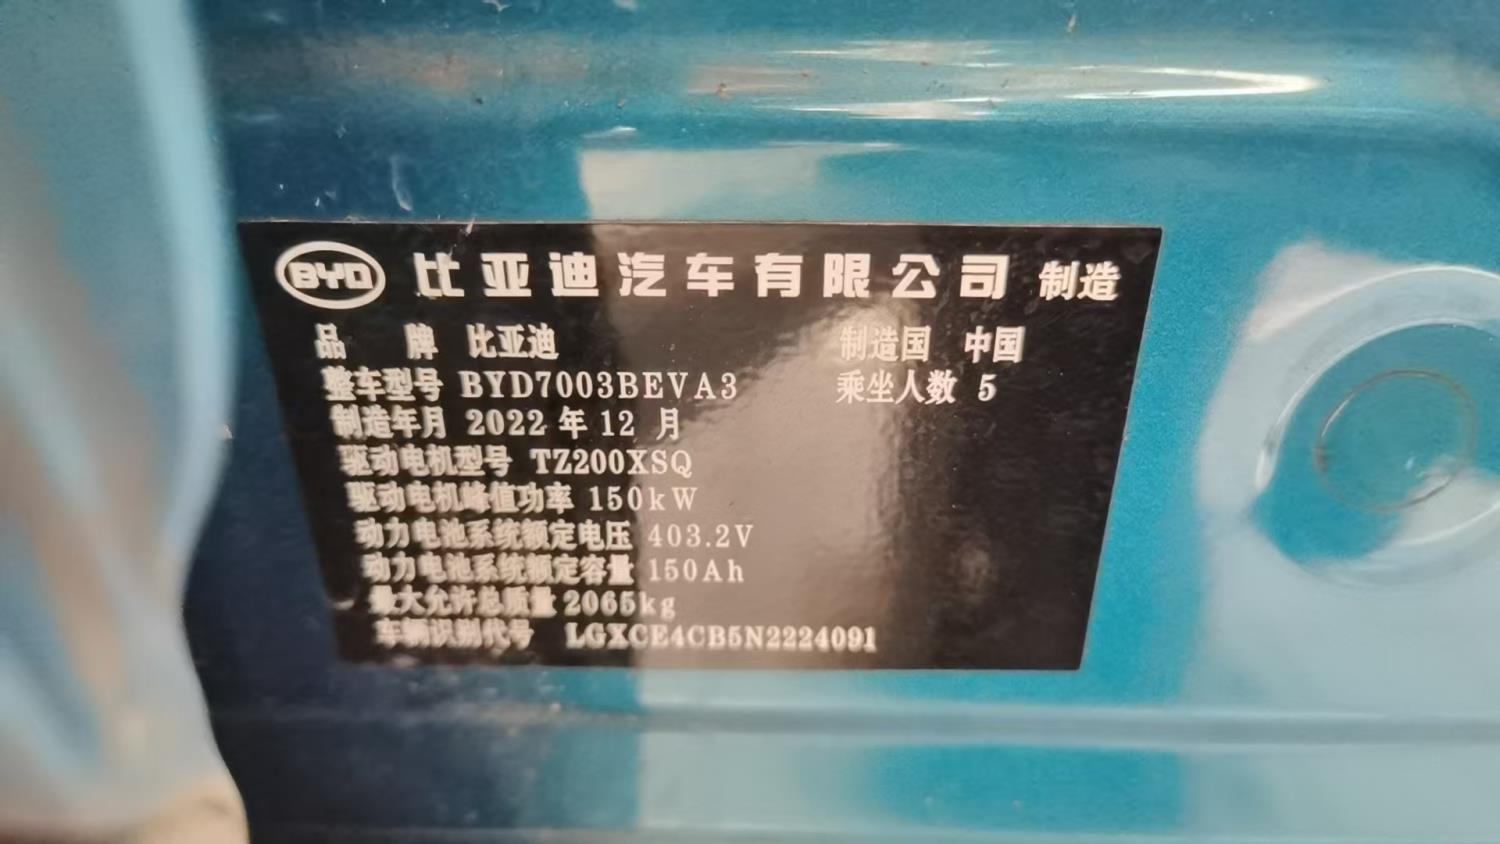 BYD 比亚迪汽车有限公司 制造
品 牌 比亚迪 制造国 中国
整车型号 BYD7003BEVA3 乘坐人数 5
制造年月 2022 年 12 月
驱动电机型号 TZ200XSQ
驱动电机峰值功率 150kW
动力电池系统额定电压 403.2V
动力电池系统额定容量 150Ah
最大允许总质量 2065kg
车辆识别代号 LGXCE4CB5N2224091